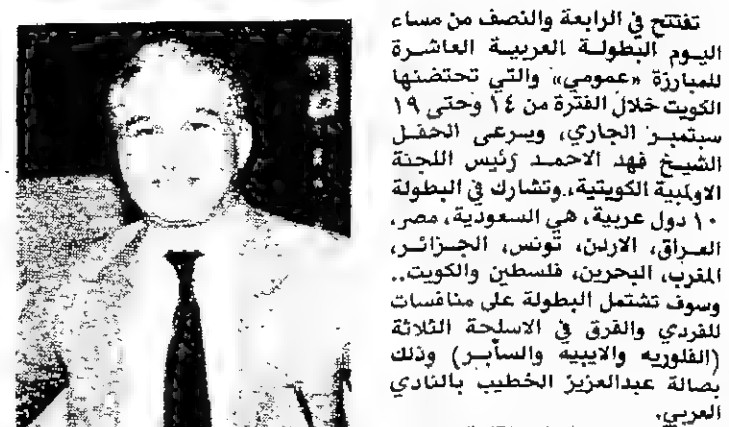 تفتتح في الرابعة والنصف من مساء
اليوم البطولة العربية العاشرة
للمبارزة «عمومي» والتي تحتضنها
الكويت خلال الفترة من ١٤ وحتى ١٩
سبتمبر الجاري، ويرعى الحفل
الشيخ فهد الاحمد رئيس اللجنة
الاولمبية الكويتية، وتشارك في البطولة
١٠ دول عربية، هي السعودية، مصر،
العراق، الاردن، تونس، الجزائر،
المغرب، البحرين، فلسطين والكويت..
وسوف تشتمل البطولة على منافسات
للفردي والفرق في الاسلحة الثلاثة
(الفلوريه والايبيه والسابر) وذلك
بصالة عبدالعزيز الخطيب بالنادي
العربي.